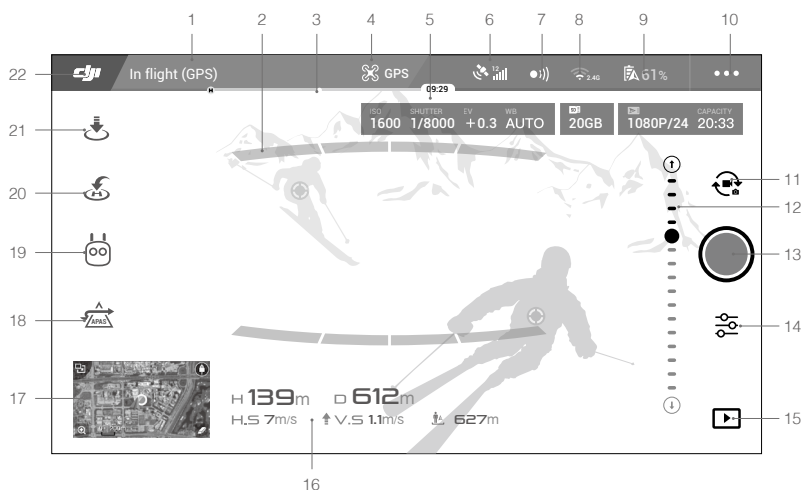 1 2 3 4 5 6 7 8 9 10
22 dji In flight (GPS) GPS 12 2.4G 61%
H 09:29
ISO SHUTTER EV WB CAPACITY
1600 1/8000 +0.3 AUTO 20GB 1080P/24 20:33
21
20 H 11
12
19 13
18 APAS 14
17 H 139m D 612m
H.S 7m/s V.S 1.1m/s 627m 15
16